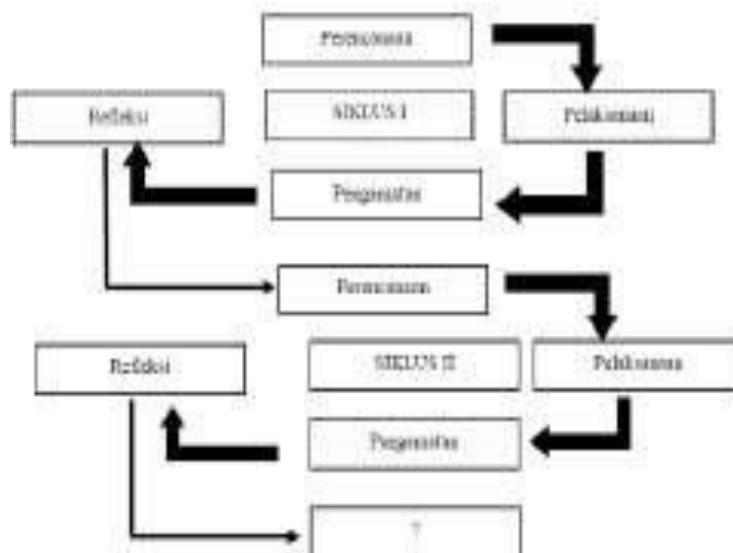 Perencanaan
SIKLUS I
Refleksi
Pelaksanaan
Pengamatan
Perencanaan
SIKLUS II
Refleksi
Pelaksanaan
Pengamatan
?